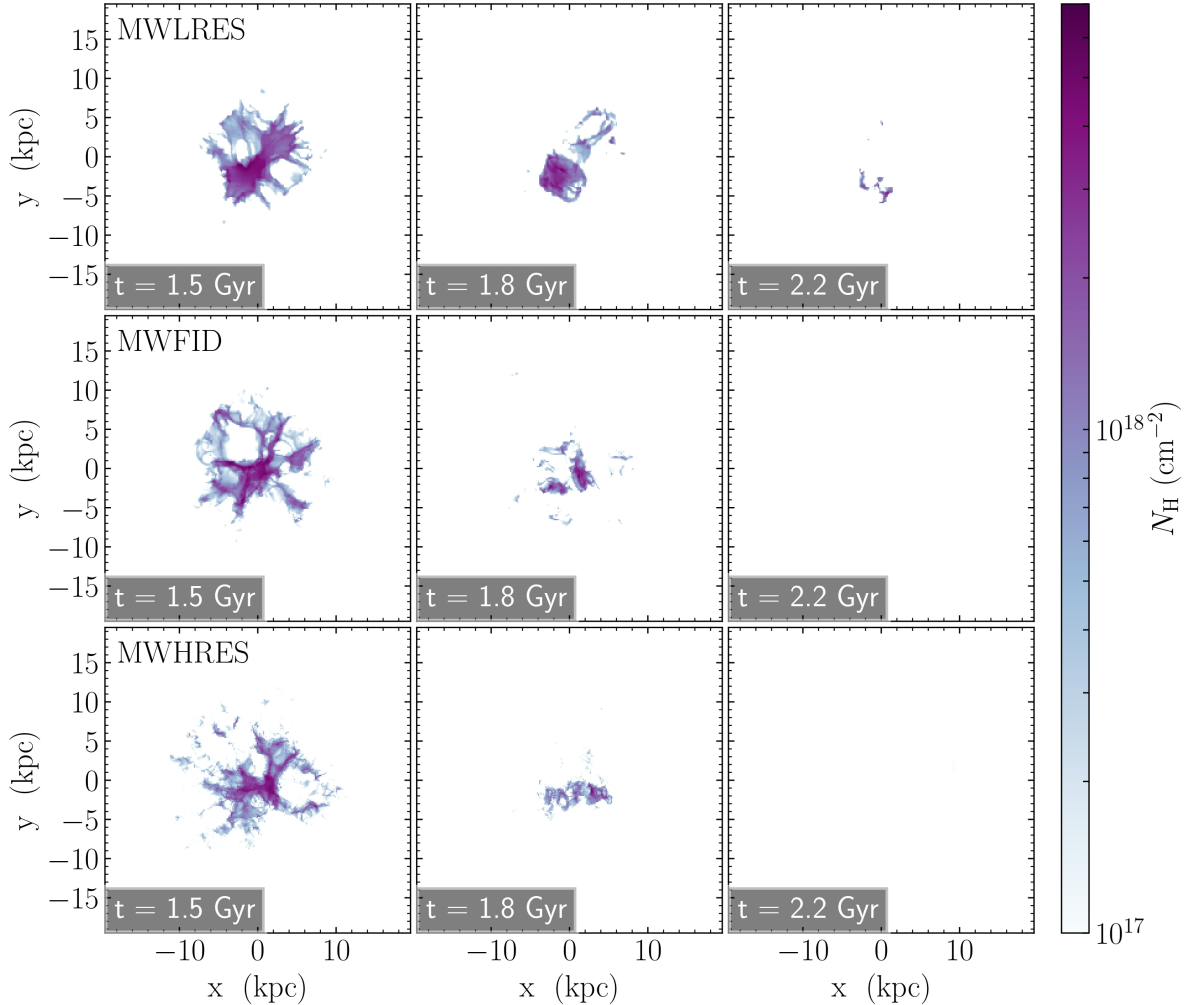 MWLRES
15
10
5
0
−5
−10
−15
y (kpc)
t = 1.5 Gyr
t = 1.8 Gyr
t = 2.2 Gyr
MWFID
15
10
5
0
−5
−10
−15
y (kpc)
t = 1.5 Gyr
t = 1.8 Gyr
t = 2.2 Gyr
MWHRES
15
10
5
0
−5
−10
−15
y (kpc)
t = 1.5 Gyr
t = 1.8 Gyr
t = 2.2 Gyr
−10 0 10
−10 0 10
−10 0 10
x (kpc)
x (kpc)
x (kpc)
10¹⁸⁻²
10¹⁷
N_H (cm⁻²)